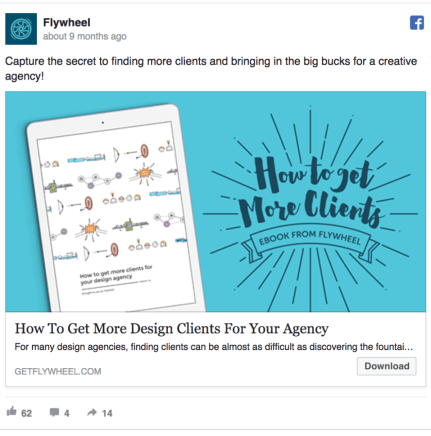 Flywheel
about 9 months ago
Capture the secret to finding more clients and bringing in the big bucks for a creative
agency!
How to get more clients for
your design agency
How to get
More Clients
EBOOK FROM FLYWHEEL
How To Get More Design Clients For Your Agency
For many design agencies, finding clients can be almost as difficult as discovering the fountai...
GETFLYWHEEL.COM
Download
62 4 14